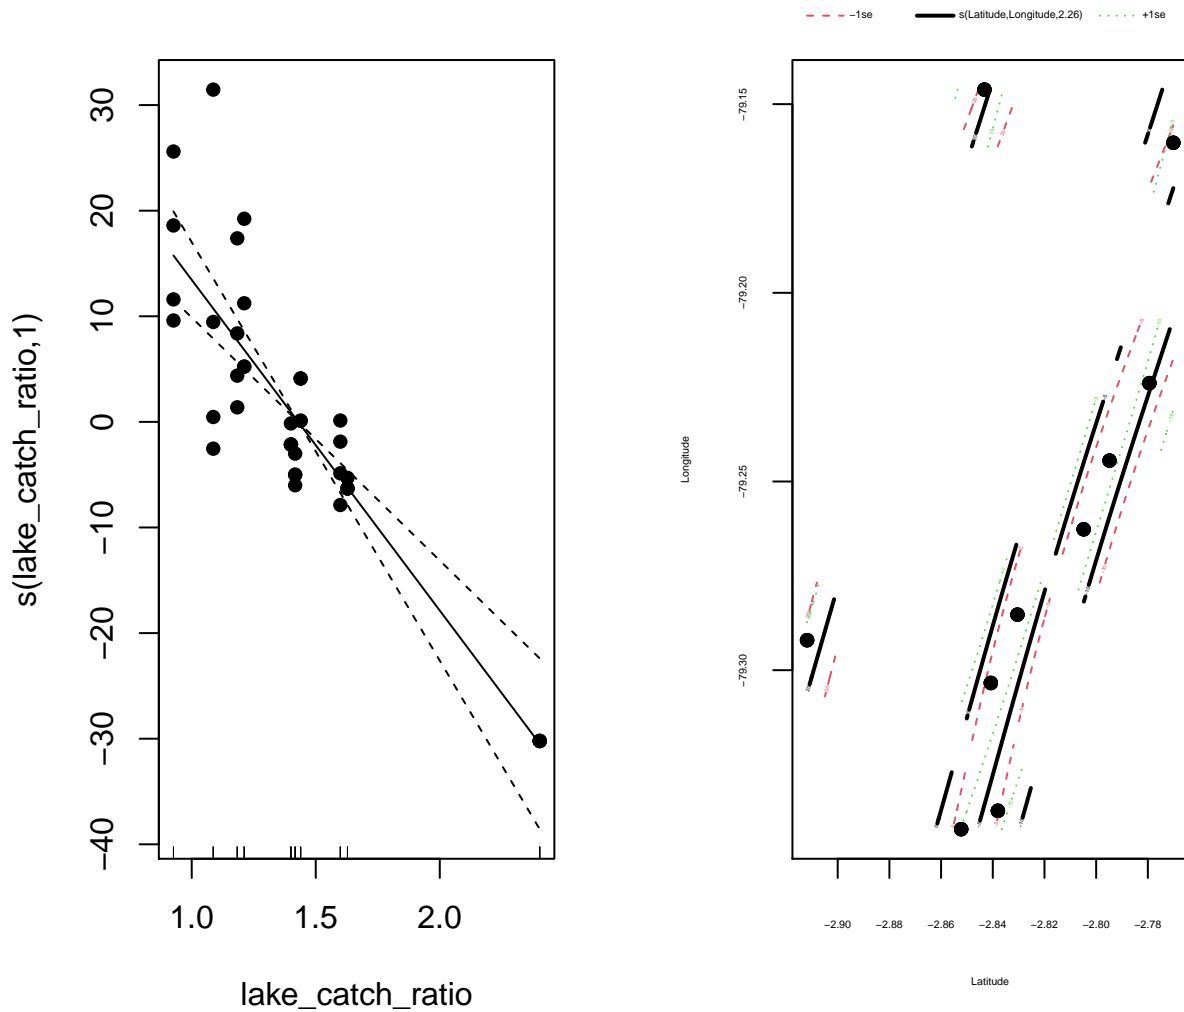 −1se s(Latitude,Longitude,2.26) +1se
30
20
10
0
−10
−20
−30
−40
s(lake_catch_ratio,1)
1.0 1.5 2.0
lake_catch_ratio
−79.15
−79.20
−79.25
−79.30
Longitude
−2.90 −2.88 −2.86 −2.84 −2.82 −2.80 −2.78
Latitude